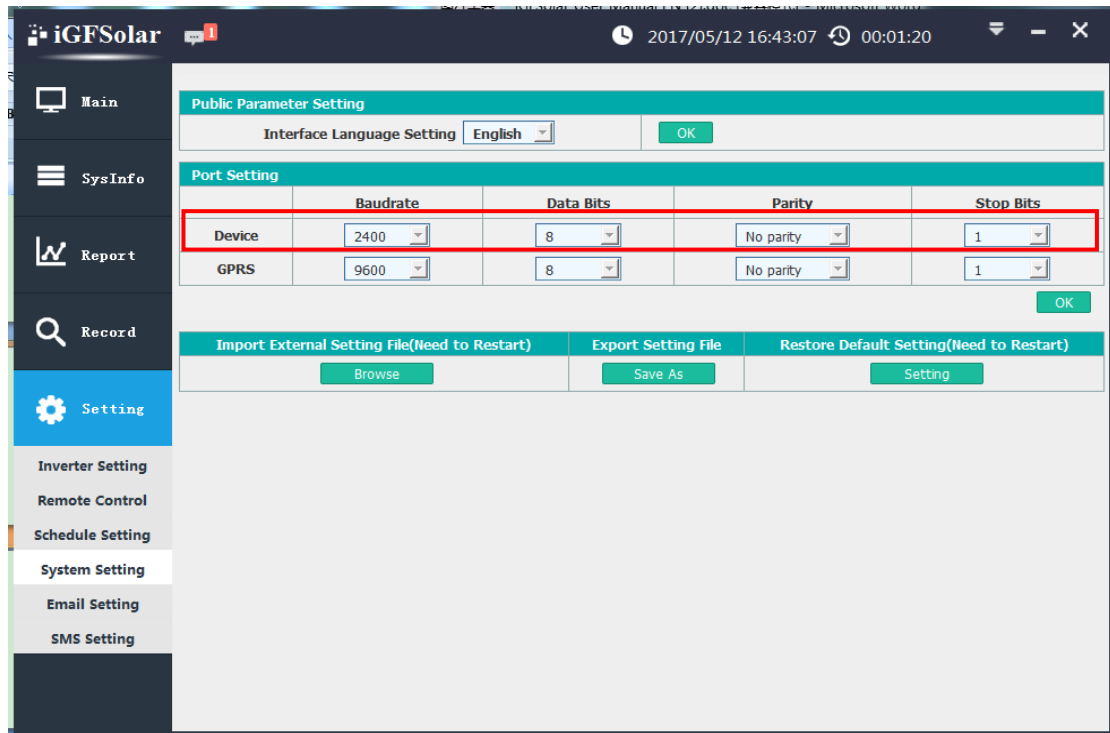 iGFSolar 1 2017/05/12 16:43:07 00:01:20
Main
SysInfo
Report
Record
Setting
Inverter Setting
Remote Control
Schedule Setting
System Setting
Email Setting
SMS Setting
Public Parameter Setting
Interface Language Setting English OK
Port Setting
Baudrate Data Bits Parity Stop Bits
Device 2400 8 No parity 1
GPRS 9600 8 No parity 1
OK
Import External Setting File(Need to Restart) Export Setting File Restore Default Setting(Need to Restart)
Browse Save As Setting